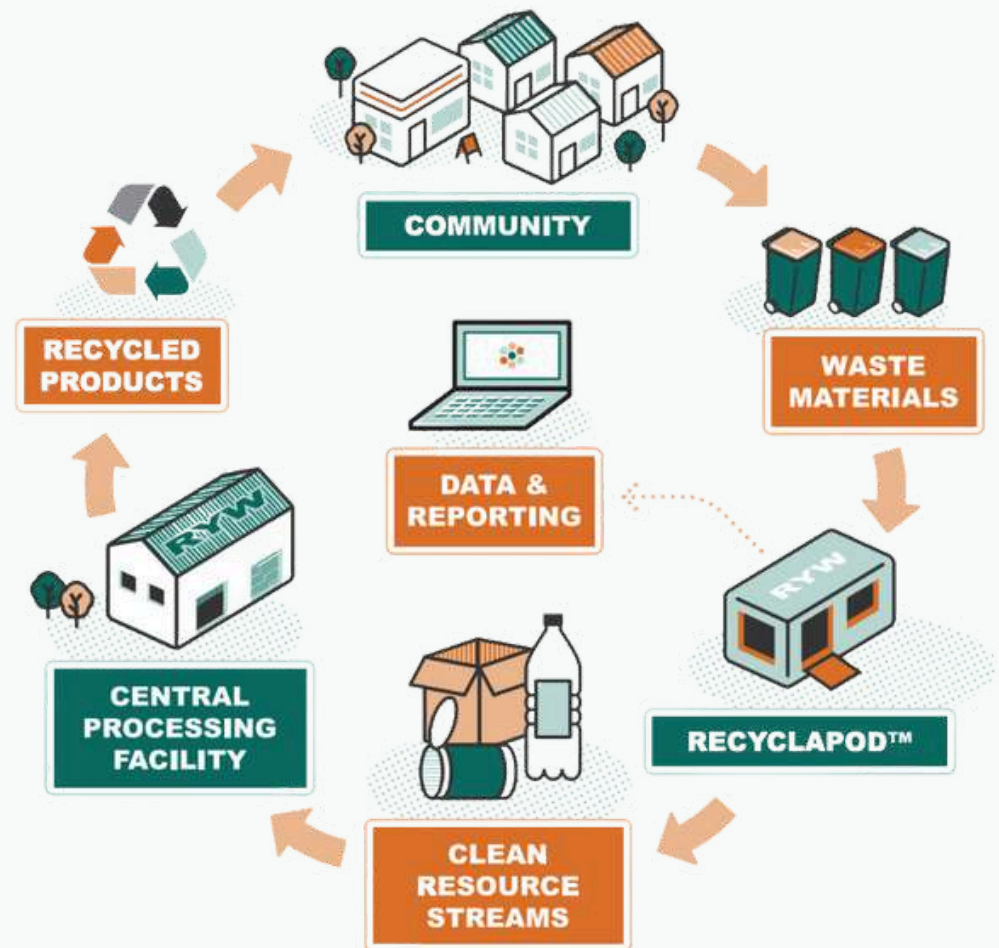 COMMUNITY
WASTE
MATERIALS
RYW
RECYCLAPOD™
CLEAN
RESOURCE
STREAMS
RYW
CENTRAL
PROCESSING
FACILITY
RECYCLED
PRODUCTS
DATA &
REPORTING